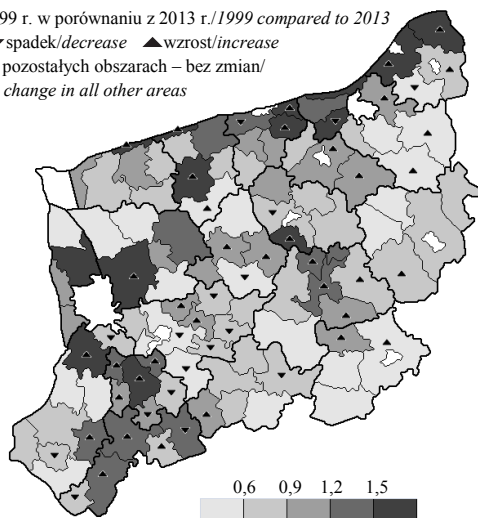 99 r. w porównaniu z 2013 r./1999 compared to 2013
spadek/decrease ▲wzrost/increase
pozostałych obszarach – bez zmian/
change in all other areas
0,6 0,9 1,2 1,5